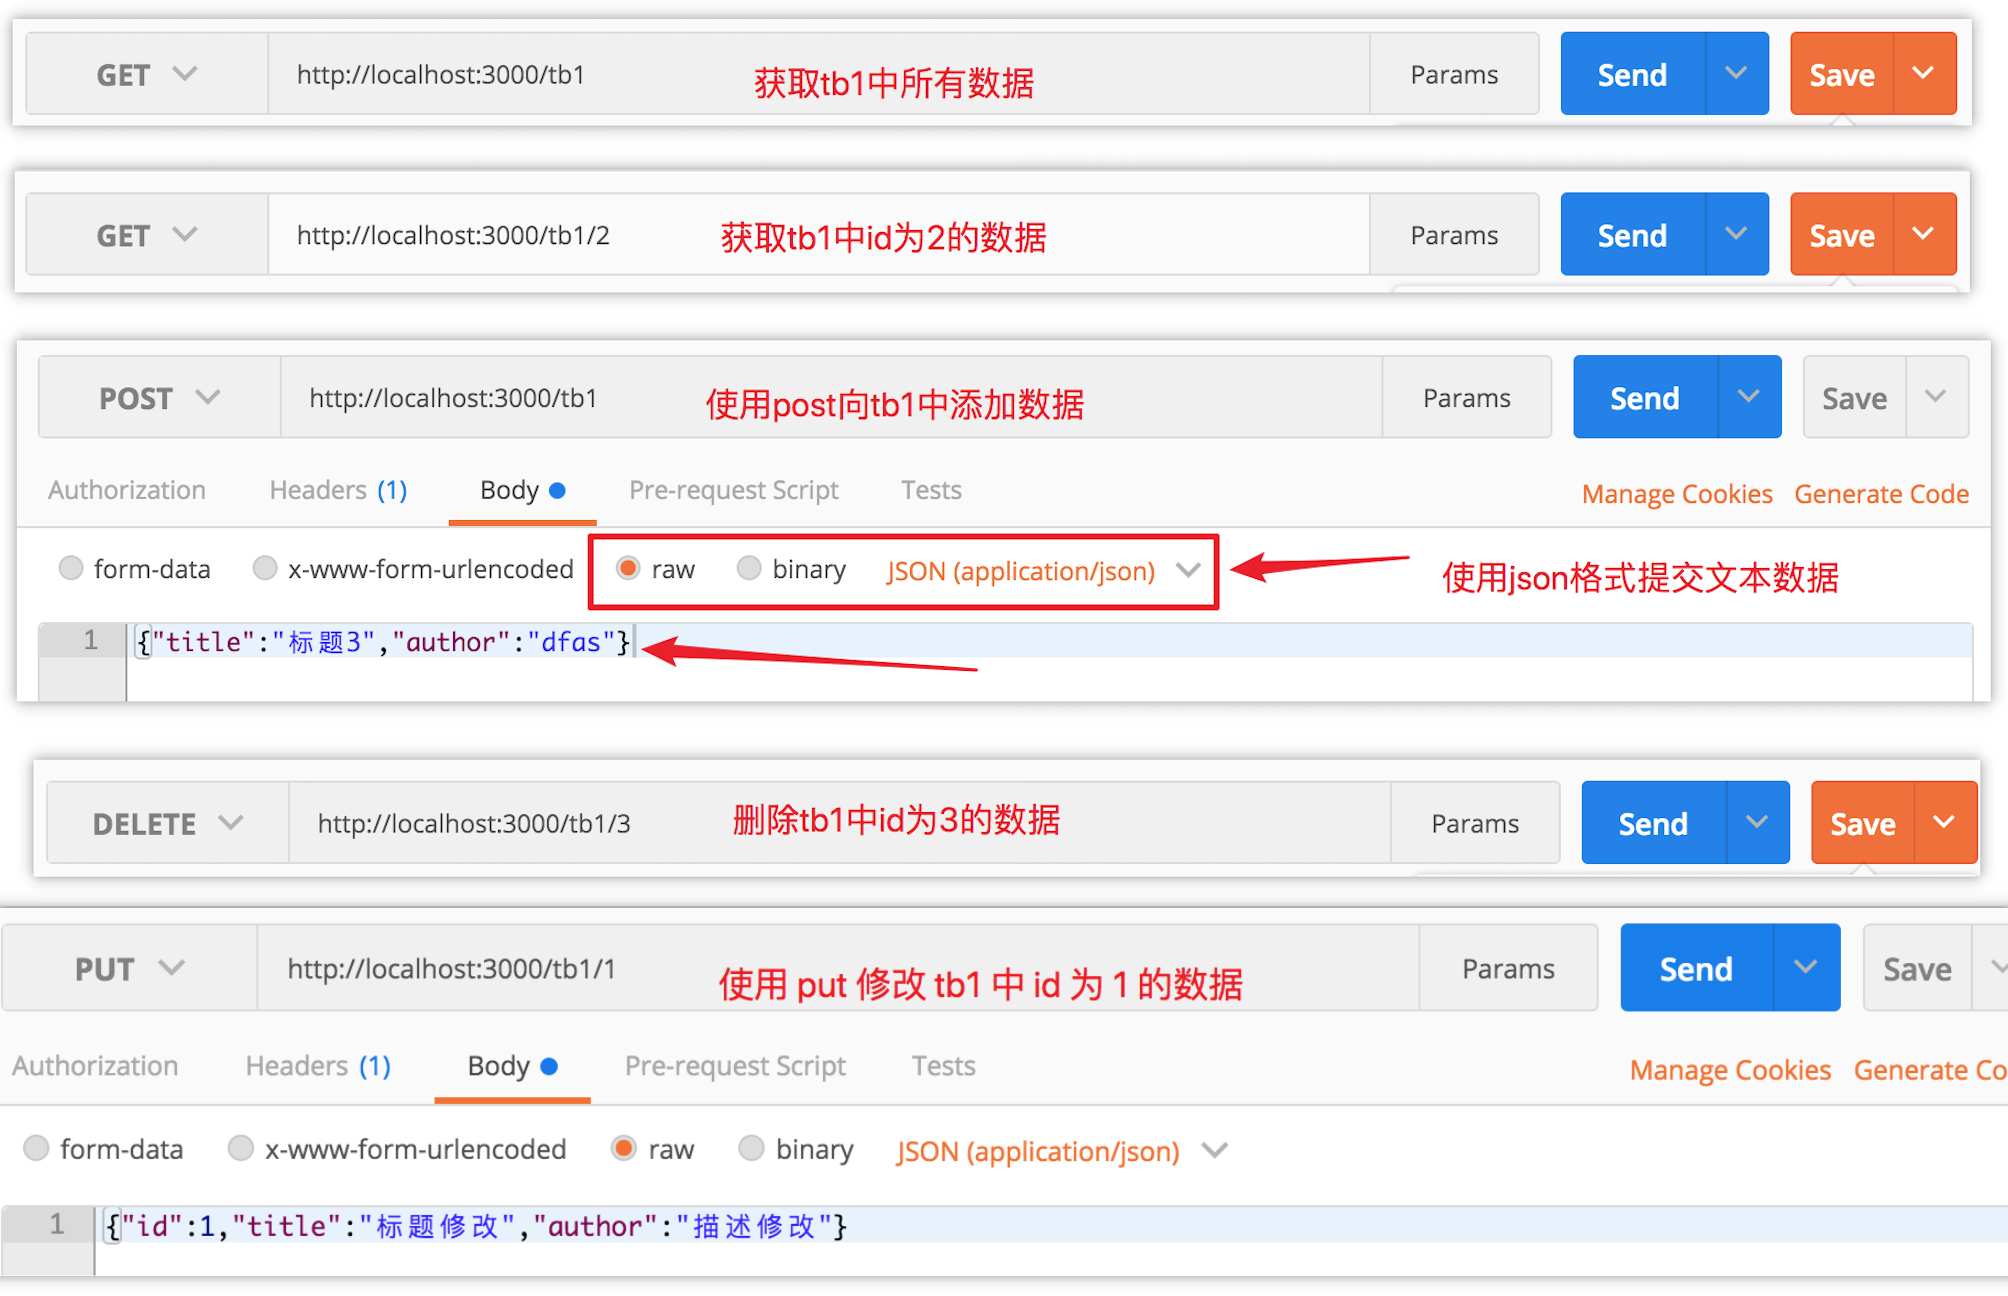 GET http://localhost:3000/tb1 获取tb1中所有数据 Params Send Save
GET http://localhost:3000/tb1/2 获取tb1中id为2的数据 Params Send Save
POST http://localhost:3000/tb1 使用post向tb1中添加数据 Params Send Save
Authorization Headers (1) Body Pre-request Script Tests Manage Cookies Generate Code
form-data x-www-form-urlencoded raw binary JSON (application/json) 使用json格式提交文本数据
1 {"title":"标题3","author":"dfas"}
DELETE http://localhost:3000/tb1/3 删除tb1中id为3的数据 Params Send Save
PUT http://localhost:3000/tb1/1 使用 put 修改 tb1 中 id 为 1 的数据 Params Send Save
Authorization Headers (1) Body Pre-request Script Tests Manage Cookies Generate Co
form-data x-www-form-urlencoded raw binary JSON (application/json)
1 {"id":1,"title":"标题修改","author":"描述修改"}